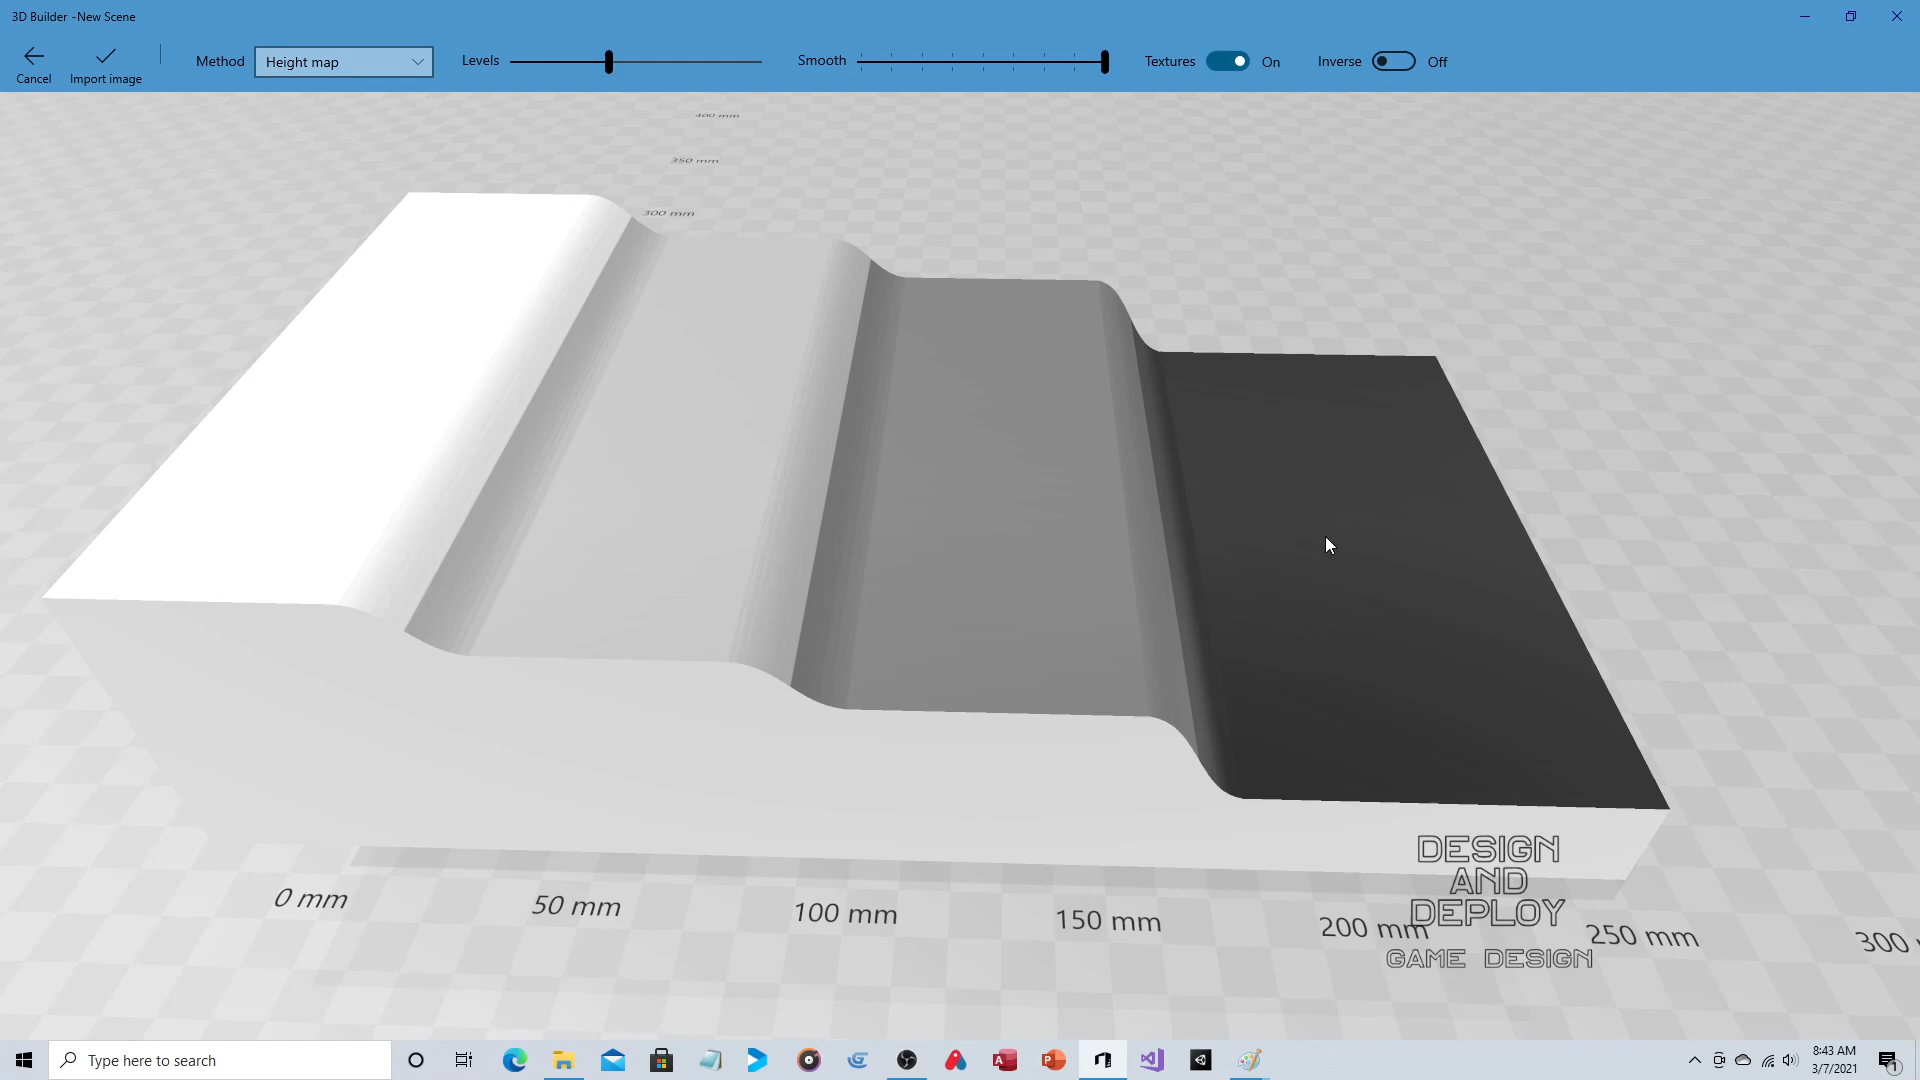 3D Builder -New Scene
Cancel
Import image
Method
Height map
Levels
Smooth
Textures
On
Inverse
Off
400 mm
350 mm
300 mm
0 mm
50 mm
100 mm
150 mm
200 mm
250 mm
300
DESIGN
AND
DEPLOY
GAME DESIGN
Type here to search
8:43 AM
3/7/2021
1